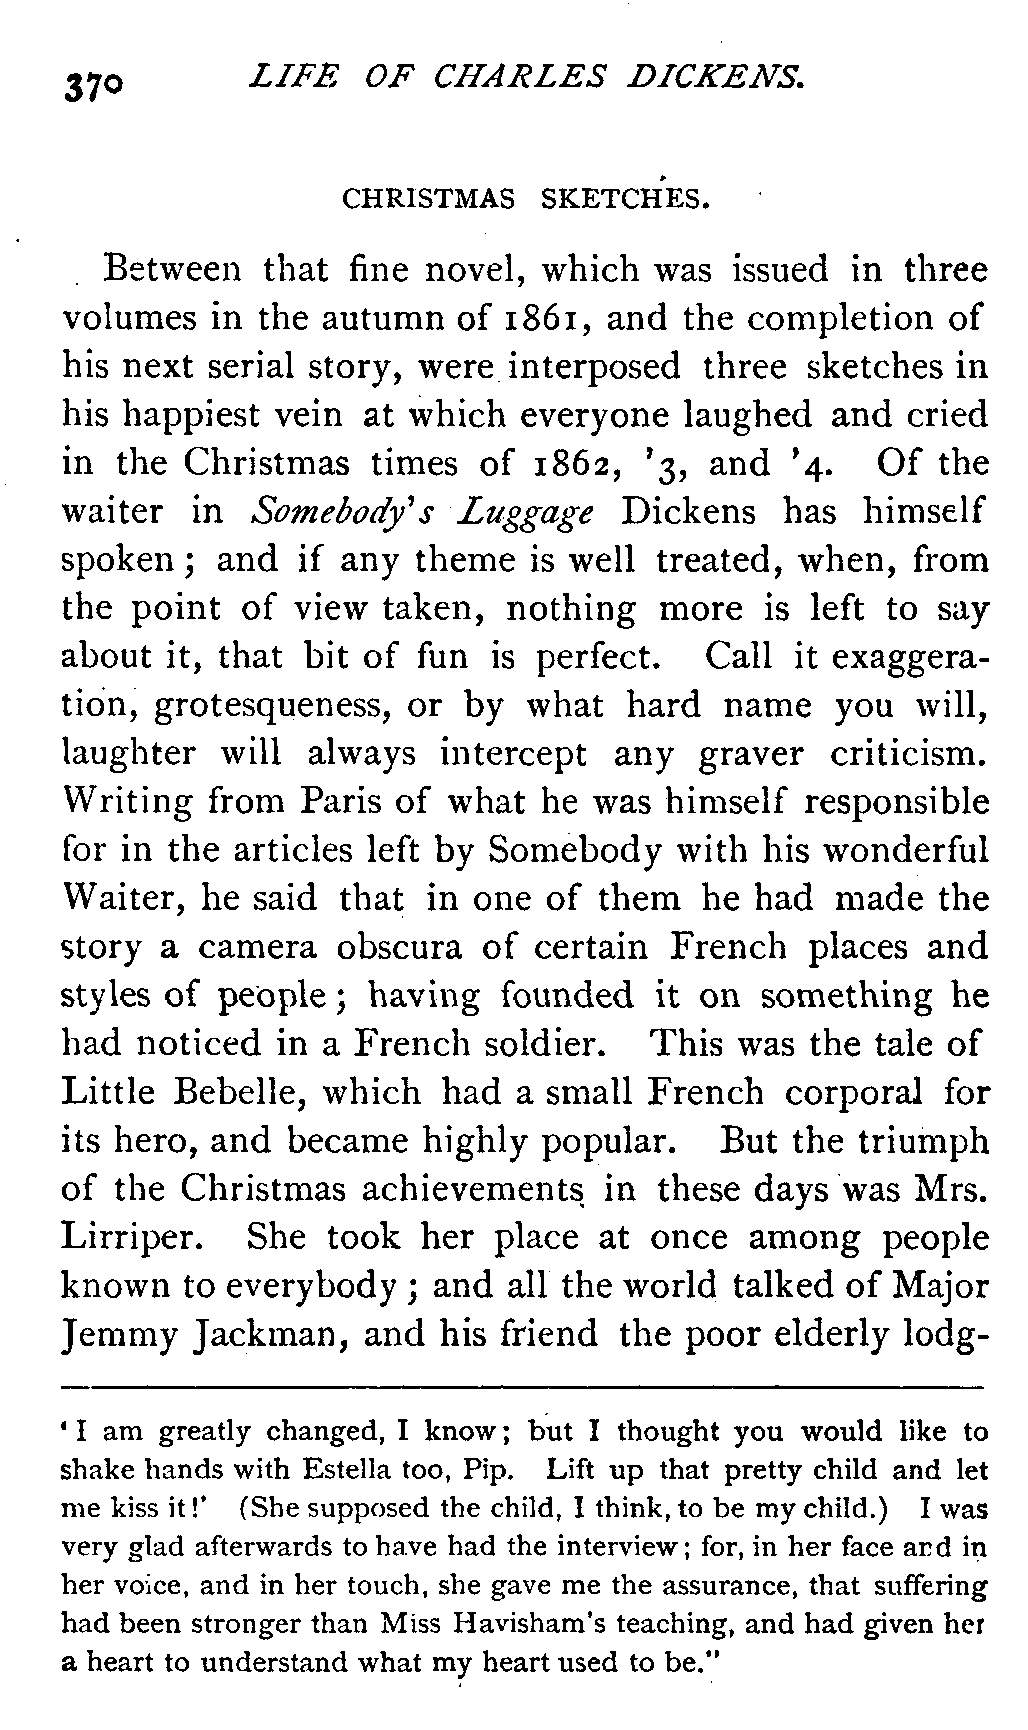 370 LIFE OF CHARLES DICKENS.
CHRISTMAS SKETCHES.
Between that fine novel, which was issued in three
volumes in the autumn of 1861, and the completion of
his next serial story, were interposed three sketches in
his happiest vein at which everyone laughed and cried
in the Christmas times of 1862, '3, and '4. Of the
waiter in Somebody's Luggage Dickens has himself
spoken ; and if any theme is well treated, when, from
the point of view taken, nothing more is left to say
about it, that bit of fun is perfect. Call it exaggera-
tion, grotesqueness, or by what hard name you will,
laughter will always intercept any graver criticism.
Writing from Paris of what he was himself responsible
for in the articles left by Somebody with his wonderful
Waiter, he said that in one of them he had made the
story a camera obscura of certain French places and
styles of people ; having founded it on something he
had noticed in a French soldier. This was the tale of
Little Bebelle, which had a small French corporal for
its hero, and became highly popular. But the triumph
of the Christmas achievements in these days was Mrs.
Lirriper. She took her place at once among people
known to everybody ; and all the world talked of Major
Jemmy Jackman, and his friend the poor elderly lodg-
‘ I am greatly changed, I know ; but I thought you would like to
shake hands with Estella too, Pip. Lift up that pretty child and let
me kiss it !’ (She supposed the child, I think, to be my child.) I was
very glad afterwards to have had the interview ; for, in her face and in
her voice, and in her touch, she gave me the assurance, that suffering
had been stronger than Miss Havisham's teaching, and had given her
a heart to understand what my heart used to be."